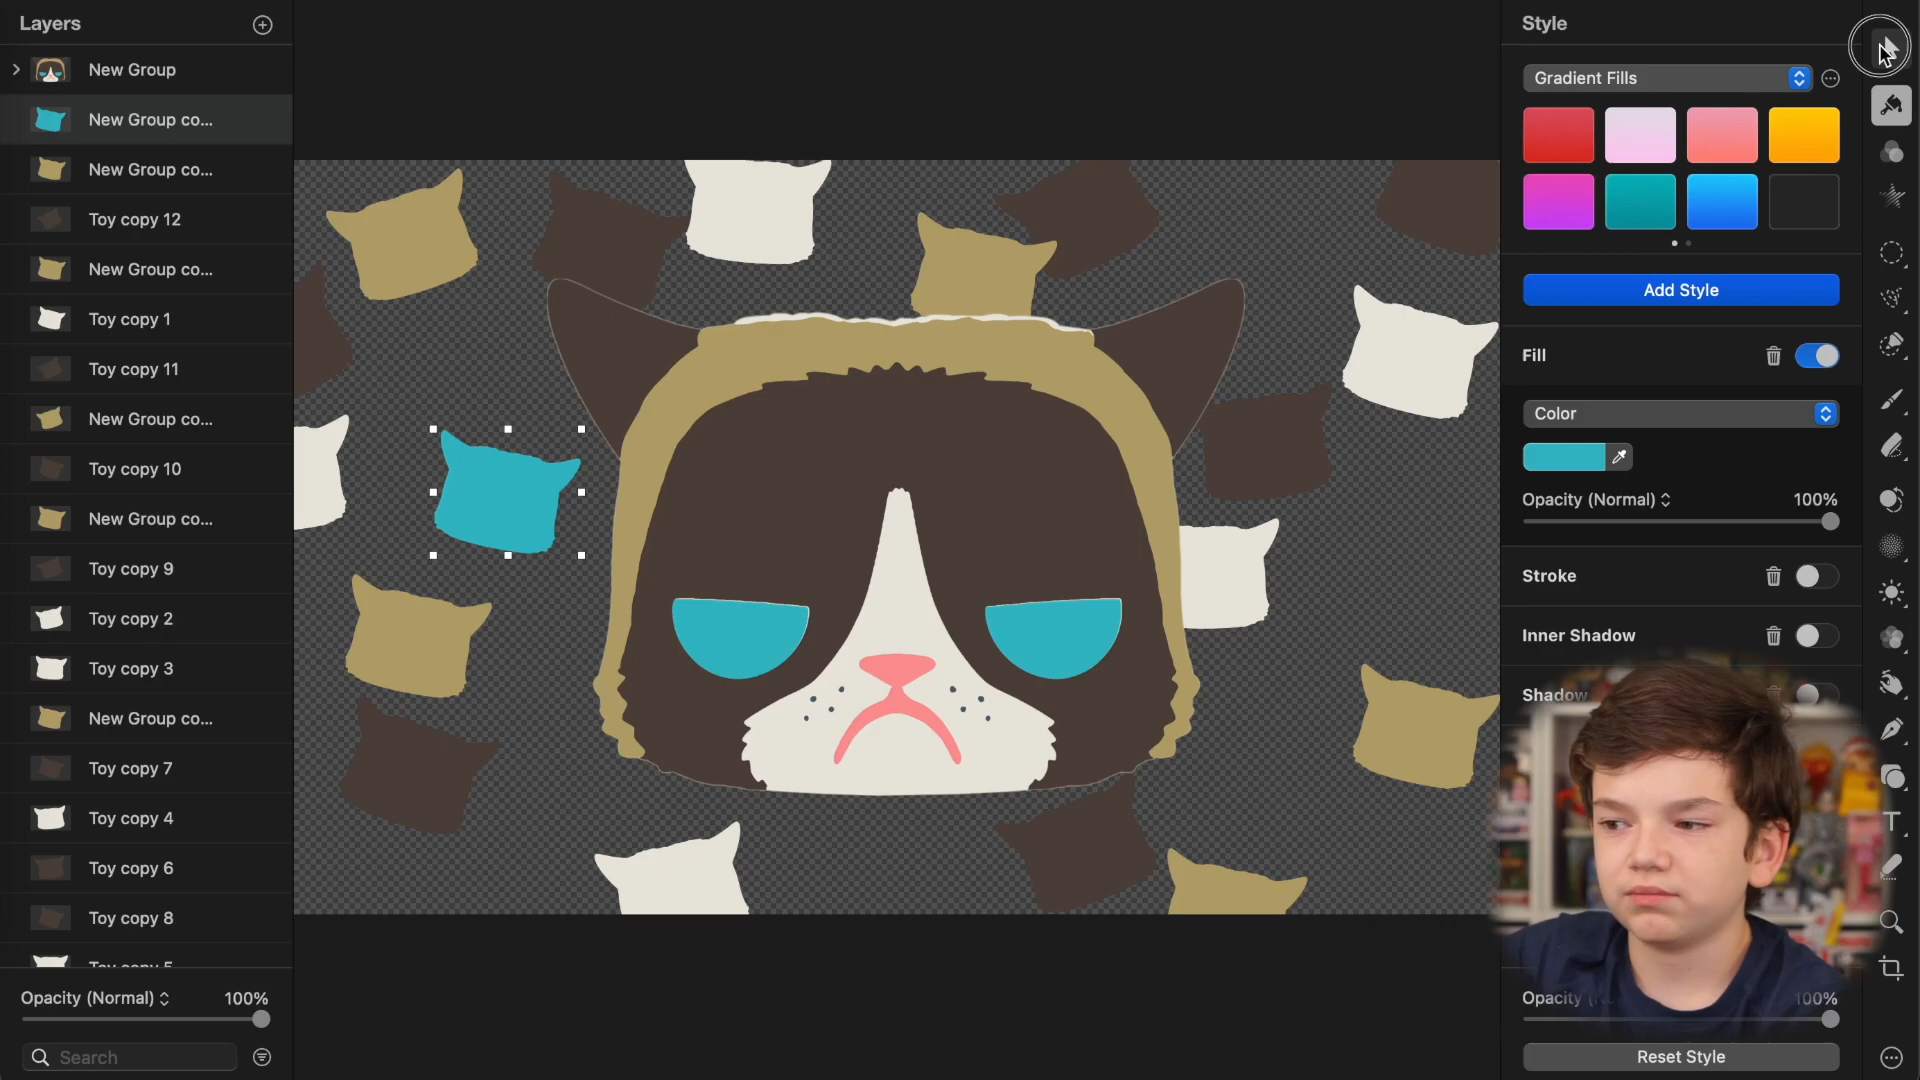 Layers
New Group
New Group co...
New Group co...
Toy copy 12
New Group co...
Toy copy 1
Toy copy 11
New Group co...
Toy copy 10
New Group co...
Toy copy 9
Toy copy 2
Toy copy 3
New Group co...
Toy copy 7
Toy copy 4
Toy copy 6
Toy copy 8
Toy copy 5
Opacity (Normal)
100%
Search
Style
Gradient Fills
Add Style
Fill
Color
Opacity (Normal)
100%
Stroke
Inner Shadow
Shadow
Opacity
100%
Reset Style